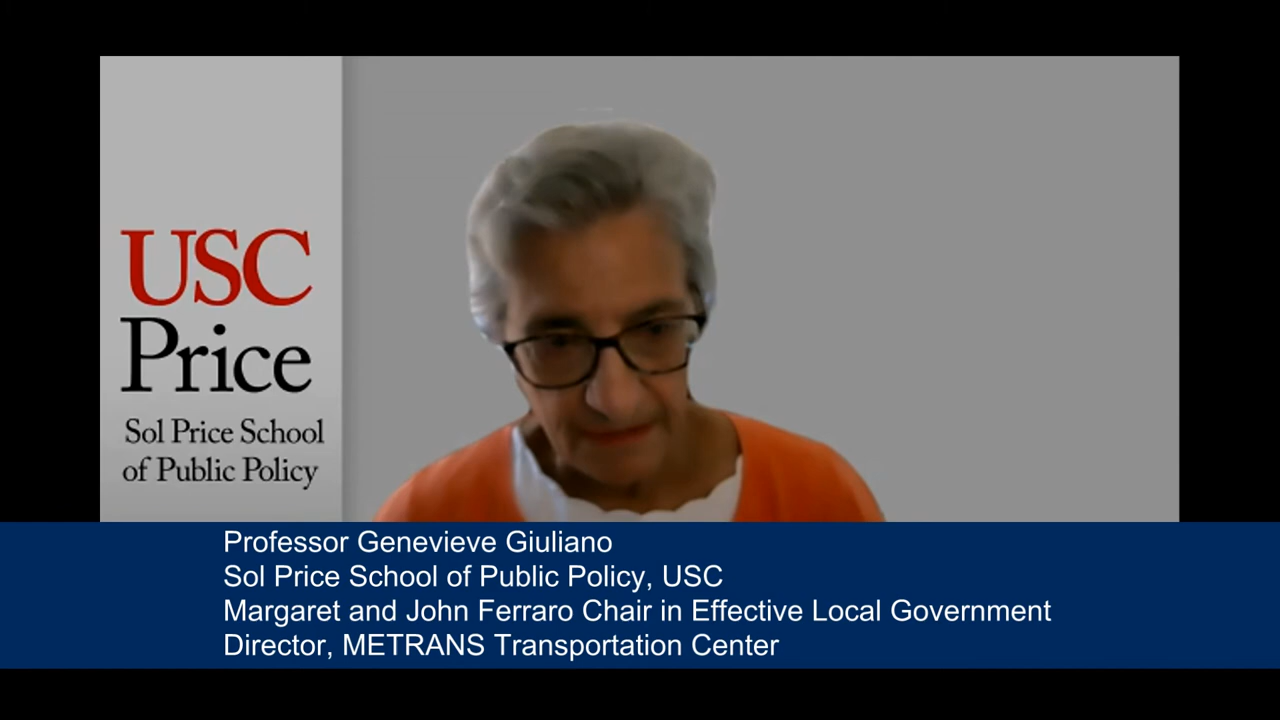 USC
Price
Sol Price School
of Public Policy
Professor Genevieve Giuliano
Sol Price School of Public Policy, USC
Margaret and John Ferraro Chair in Effective Local Government
Director, METRANS Transportation Center